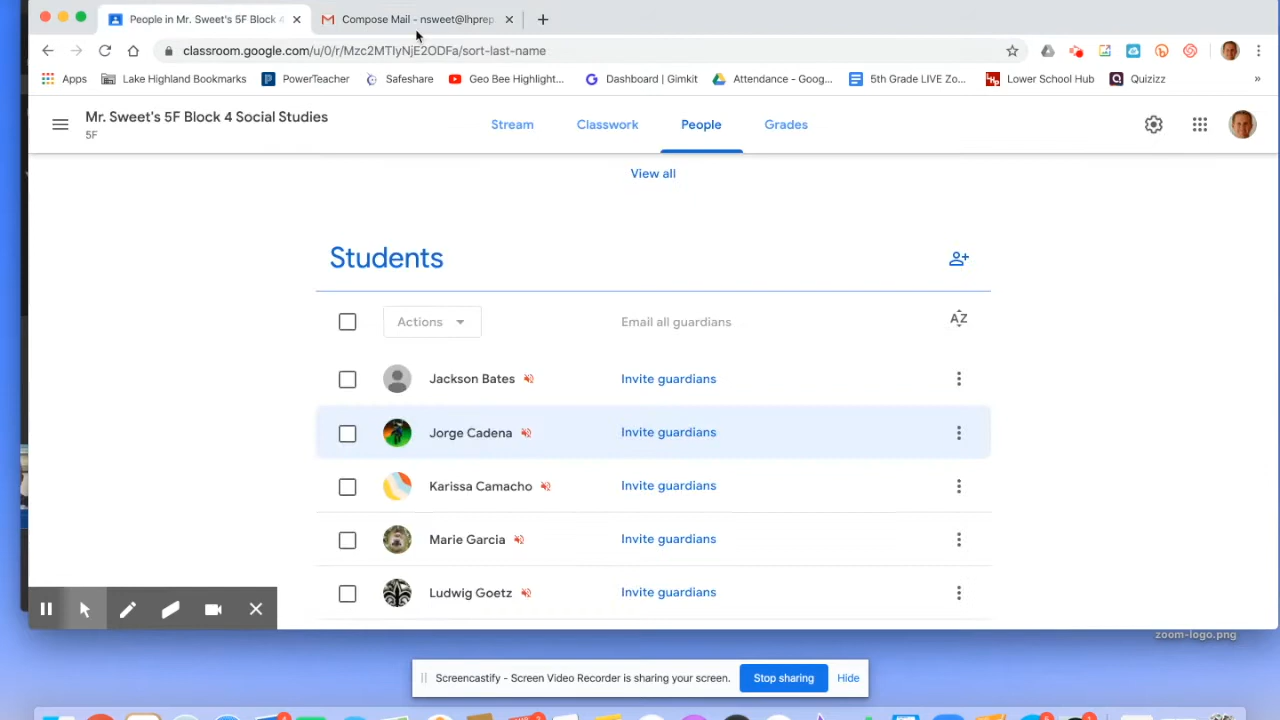 People in Mr. Sweet's 5F Block 4
Compose Mail - nsweet@lhprep
classroom.google.com/u/0/r/Mzc2MTIyNjE2ODFa/sort-last-name
Apps
Lake Highland Bookmarks
PowerTeacher
Safeshare
Geo Bee Highlight...
Dashboard | Gimkit
Attendance - Goog...
5th Grade LIVE Zo...
Lower School Hub
Quizizz
»
Mr. Sweet's 5F Block 4 Social Studies
5F
Stream
Classwork
People
Grades
View all
Students
Actions
Email all guardians
AZ
Jackson Bates
Invite guardians
Jorge Cadena
Invite guardians
Karissa Camacho
Invite guardians
Marie Garcia
Invite guardians
Ludwig Goetz
Invite guardians
zoom-logo.png
Screencastify - Screen Video Recorder is sharing your screen.
Stop sharing
Hide